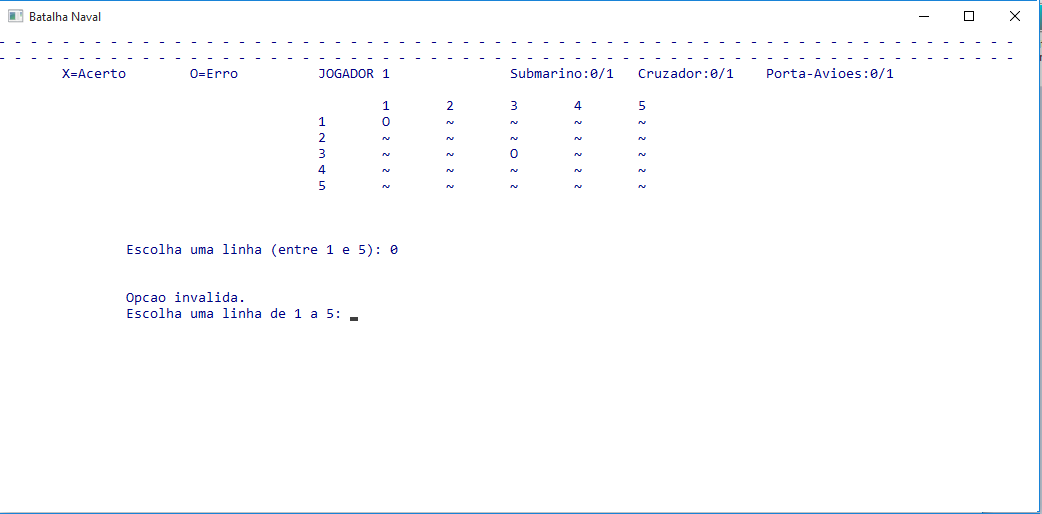 Batalha Naval
- - - - - - - - - - - - - - - - - - - - - - - - - - - - - - - - - - - - - - - - - - - - - - - - - - - - - - - - - - - - - - - -
- - - - - - - - - - - - - - - - - - - - - - - - - - - - - - - - - - - - - - - - - - - - - - - - - - - - - - - - - - - - - - - -
X=Acerto O=Erro JOGADOR 1 Submarino:0/1 Cruzador:0/1 Porta-Avioes:0/1
1 2 3 4 5
1 O ~ ~ ~ ~
2 ~ ~ ~ ~ ~
3 ~ ~ O ~ ~
4 ~ ~ ~ ~ ~
5 ~ ~ ~ ~ ~
Escolha uma linha (entre 1 e 5): 0
Opcao invalida.
Escolha uma linha de 1 a 5: